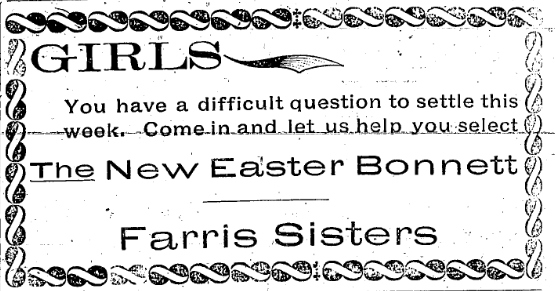 GIRLS
You have a difficult question to settle this
week. Come in and let us help you select
The New Easter Bonnett
Farris Sisters